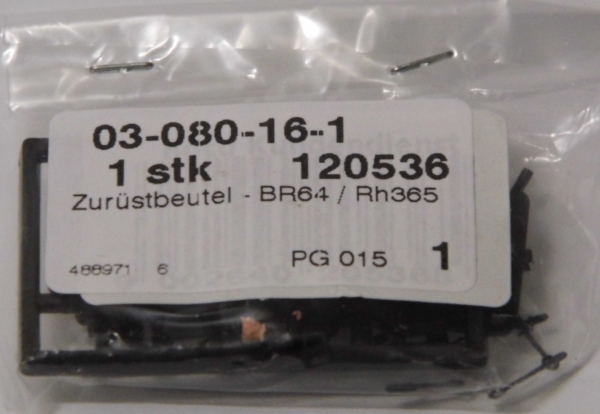 03-080-16-1
1 stk 120536
Zurüstbeutel - BR64 / Rh365
488971 6 PG 015 1